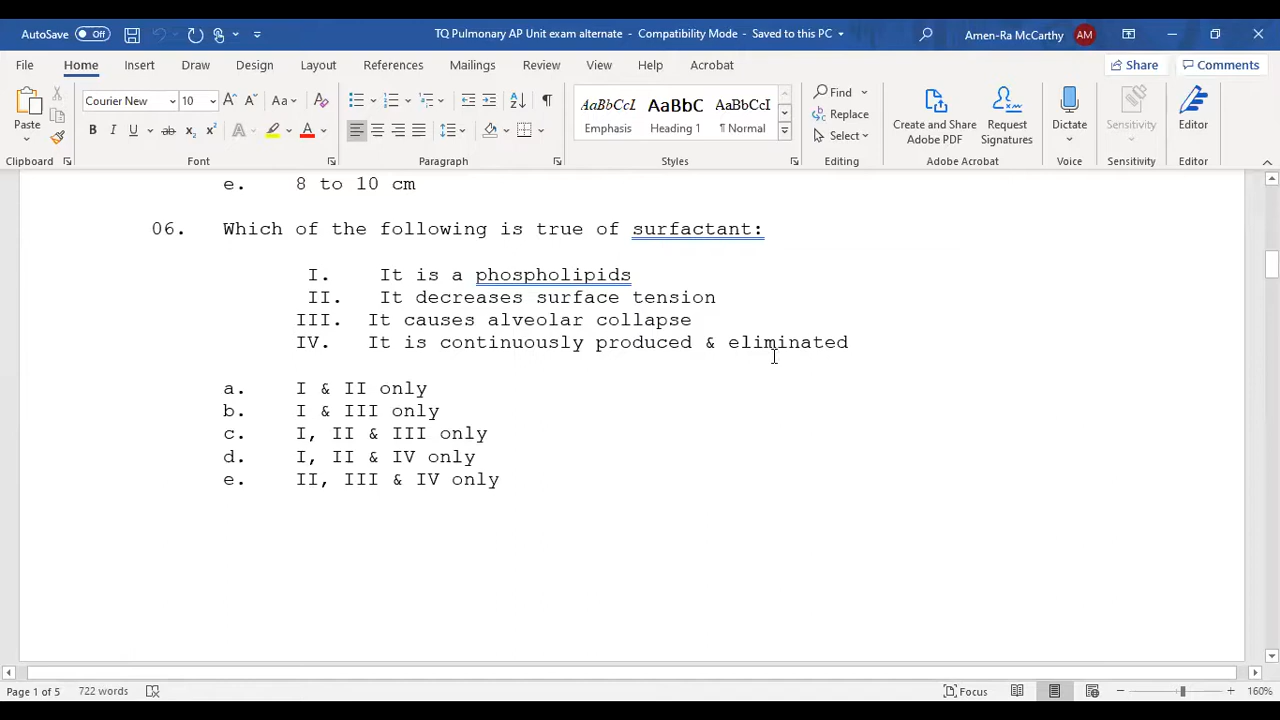 AutoSave Off TQ Pulmonary AP Unit exam alternate - Compatibility Mode - Saved to this PC Amen-Ra McCarthy AM
File Home Insert Draw Design Layout References Mailings Review View Help Acrobat Share Comments
Paste Courier New 10 Aa AaBbCcI AaBbC AaBbCcI Find Replace Select Create and Share Adobe PDF Request Signatures Dictate Sensitivity Editor
B I U ab x2 x2 A A Emphasis Heading 1 ¶ Normal
Clipboard Font Paragraph Styles Editing Adobe Acrobat Voice Sensitivity Editor
e. 8 to 10 cm
06. Which of the following is true of surfactant:
I. It is a phospholipids
II. It decreases surface tension
III. It causes alveolar collapse
IV. It is continuously produced & eliminated
a. I & II only
b. I & III only
c. I, II & III only
d. I, II & IV only
e. II, III & IV only
Page 1 of 5 722 words Focus 160%